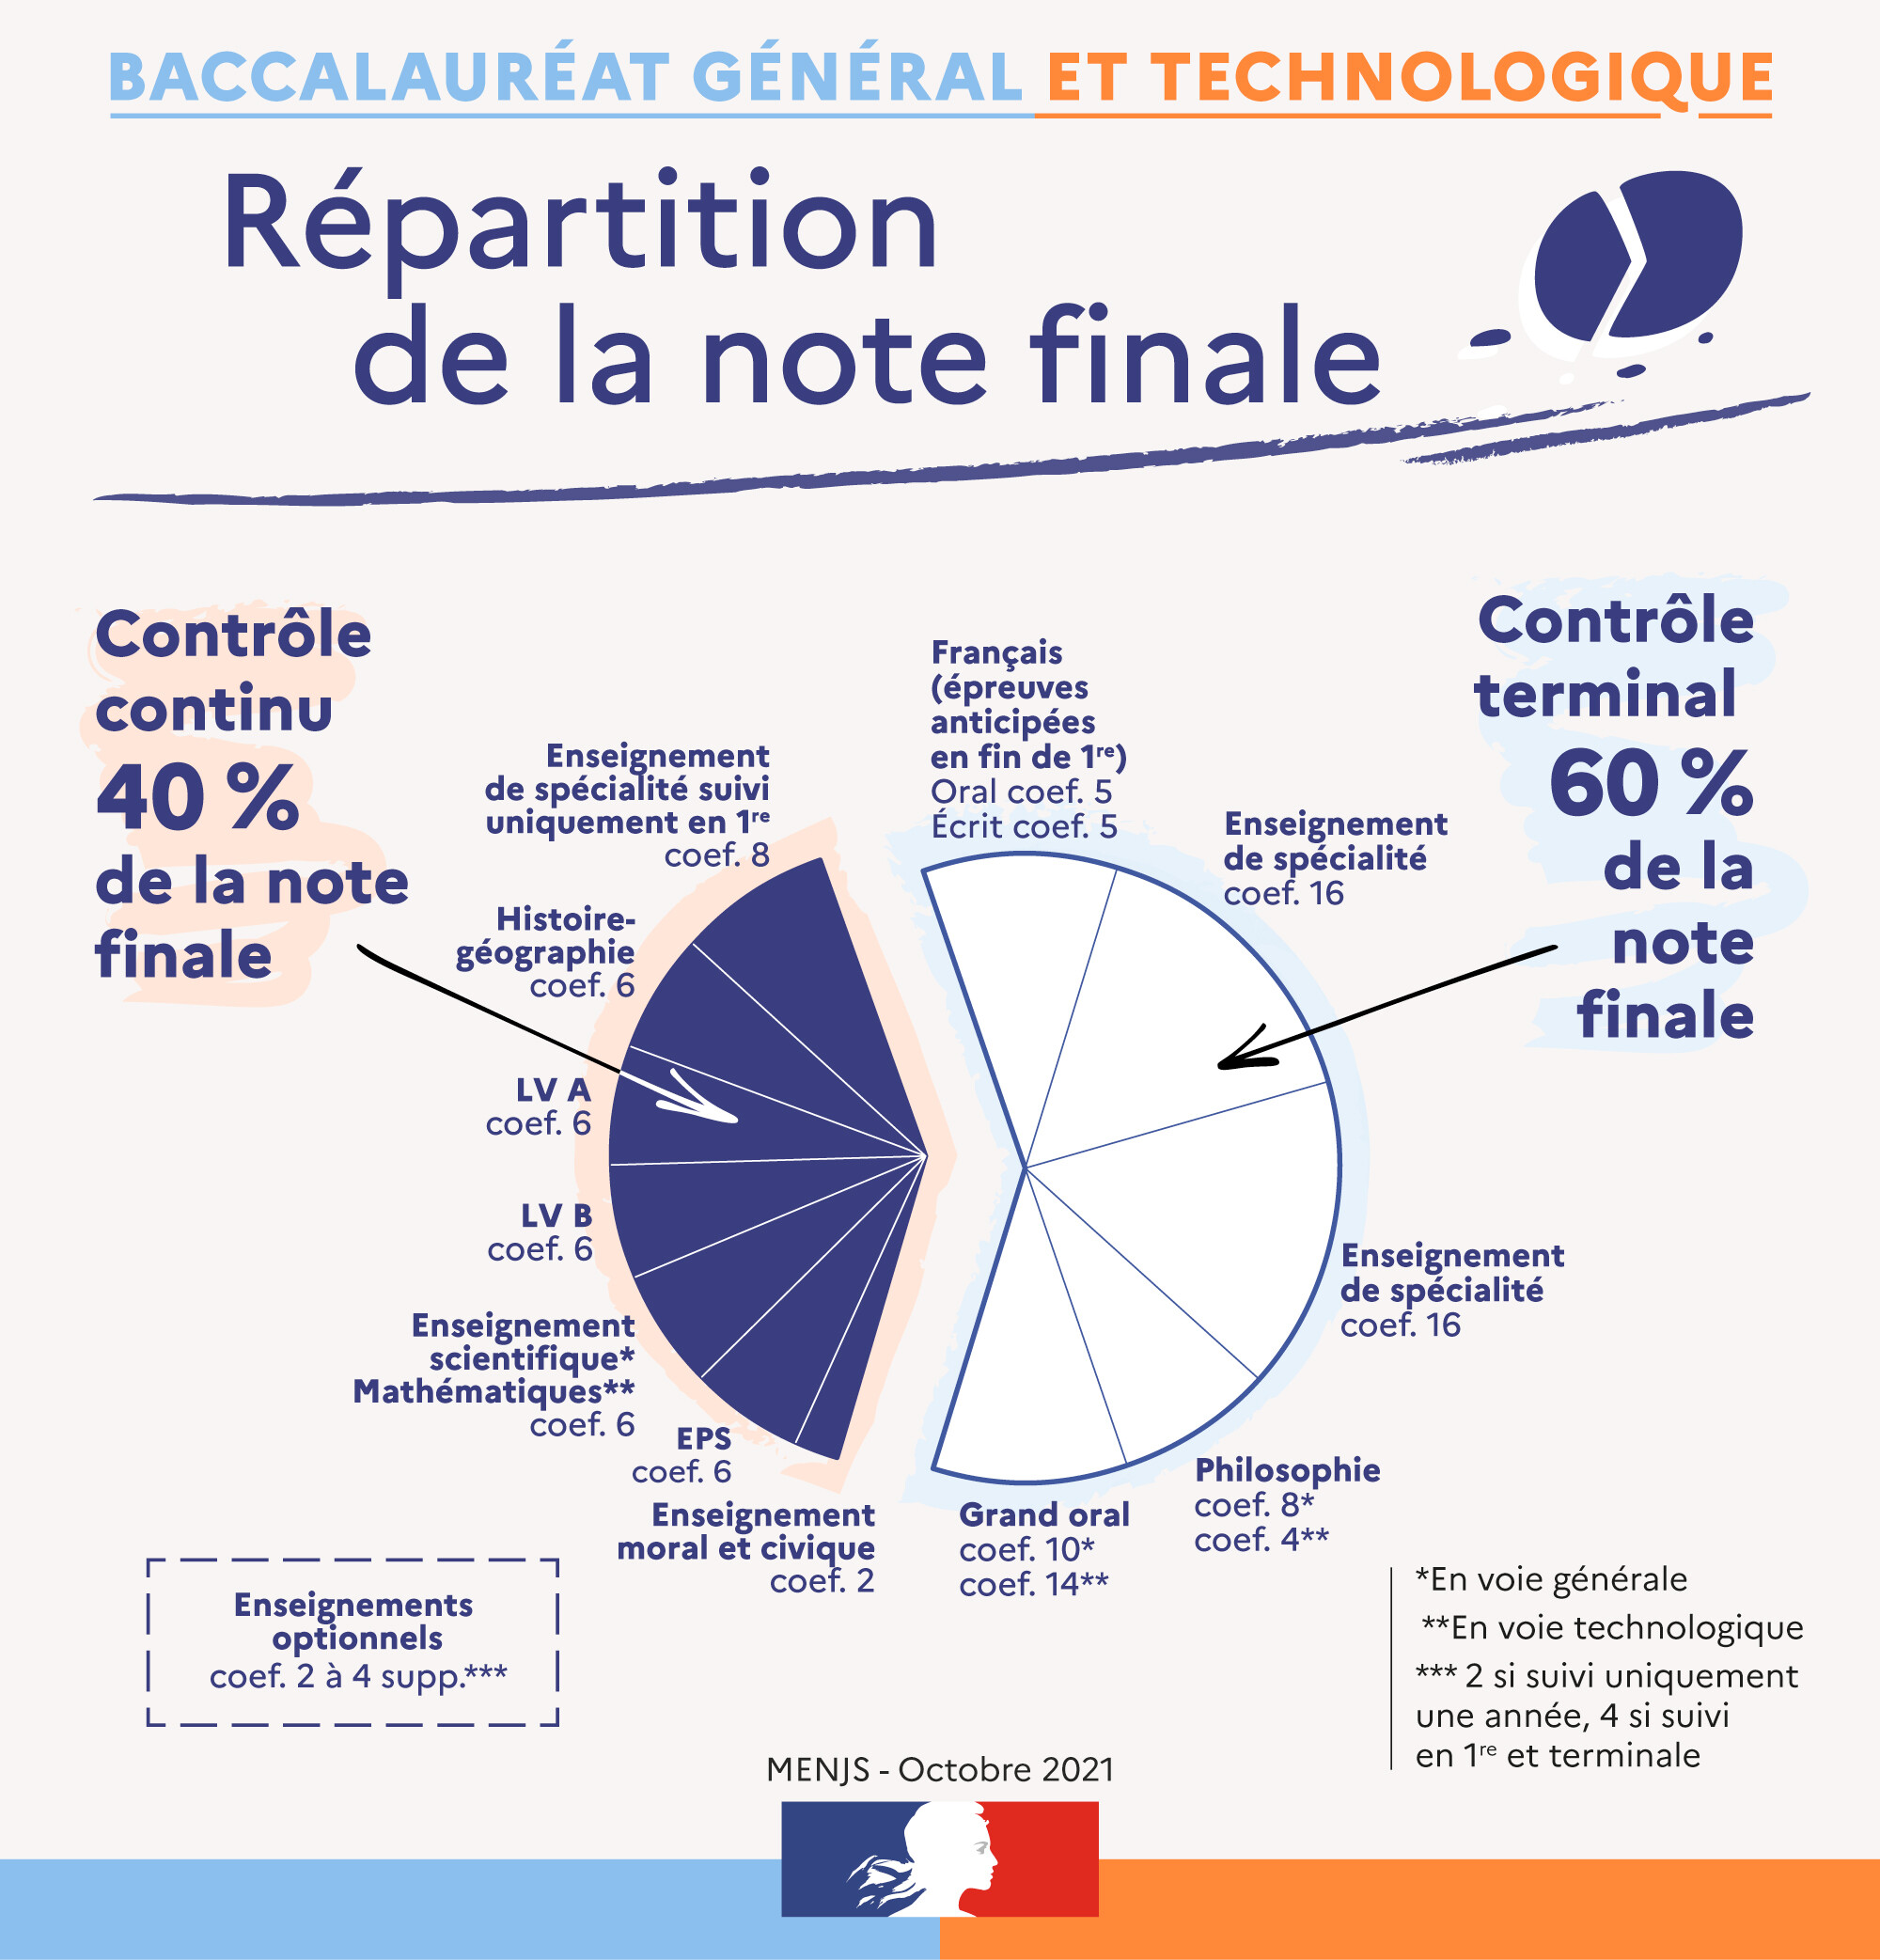 BACCALAURÉAT GÉNÉRAL ET TECHNOLOGIQUE
Répartition
de la note finale
Contrôle
continu
40 %
de la note
finale
Contrôle
terminal
60 %
de la
note
finale
Enseignement
de spécialité suivi
uniquement en 1re
coef. 8
Histoire-
géographie
coef. 6
LV A
coef. 6
LV B
coef. 6
Enseignement
scientifique*
Mathématiques**
coef. 6
EPS
coef. 6
Enseignement
moral et civique
coef. 2
Français
(épreuves
anticipées
en fin de 1re)
Oral coef. 5
Écrit coef. 5
Enseignement
de spécialité
coef. 16
Enseignement
de spécialité
coef. 16
Philosophie
coef. 8*
coef. 4**
Grand oral
coef. 10*
coef. 14**
Enseignements
optionnels
coef. 2 à 4 supp.***
*En voie générale
**En voie technologique
*** 2 si suivi uniquement
une année, 4 si suivi
en 1re et terminale
MENJS - Octobre 2021